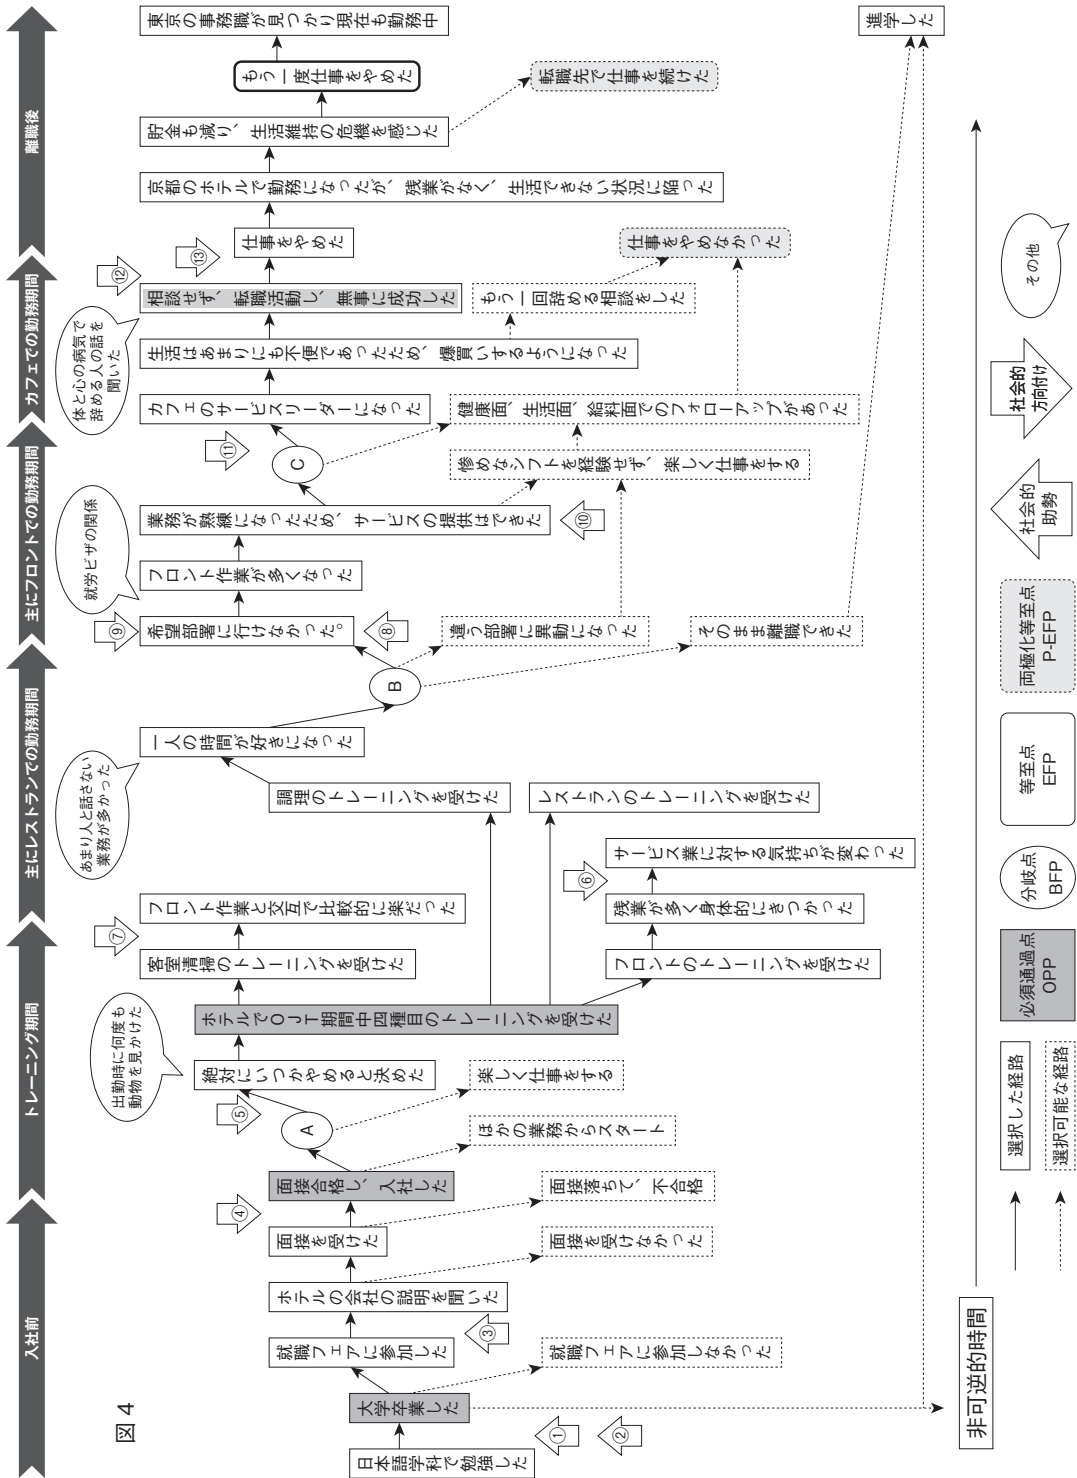 図4
入社前
トレーニング期間
主にレストランでの勤務期間
主にフロントでの勤務期間
カフェでの勤務期間
離職後
日本語学科で勉強した
①
②
大学卒業した
就職フェアに参加した
就職フェアに参加しなかった
③
ホテルの会社の説明を聞いた
面接を受けた
面接を受けなかった
④
面接合格し、入社した
面接落ちて、不合格
A
ほかの業務からスタート
⑤
絶対にいつかやめると決めた
楽しく仕事をする
出勤時に何度も
動物を見かけた
ホテルでOJT期間中四種目のトレーニングを受けた
客室清掃のトレーニングを受けた
フロントのトレーニングを受けた
⑦
フロント作業と交互で比較的に楽だった
残業が多く身体的にきつかった
⑥
サービス業に対する気持ちが変わった
調理のトレーニングを受けた
レストランのトレーニングを受けた
あまり人と話さない
業務が多かった
一人の時間が好きになった
B
⑨
希望部署に行けなかった。
⑧
違う部署に異動になった
そのまま離職できた
就労ビザの関係
フロント作業が多くなった
業務が熟練になったため、サービスの提供はできた
⑩
C
惨めなシフトを経験せず、楽しく仕事をする
⑪
カフェのサービスリーダーになった
健康面、生活面、給料面でのフォローアップがあった
体と心の病気で
辞める人の話を
聞いた
生活はあまりにも不便であったため、爆買いするようになった
⑫
相談せず、転職活動し、無事に成功した
もう一回辞める相談をした
⑬
仕事をやめた
仕事をやめなかった
京都のホテルで勤務になったが、残業がなく、生活できない状況に陥った
貯金も減り、生活維持の危機を感じた
もう一度仕事をやめた
転職先で仕事を続けた
東京の事務職が見つかり現在も勤務中
進学した
非可逆的時間
選択した経路
選択可能な経路
必須通過点
OPP
分岐点
BFP
等至点
EFP
両極化等至点
P-EFP
社会的
助勢
社会的
方向付け
その他